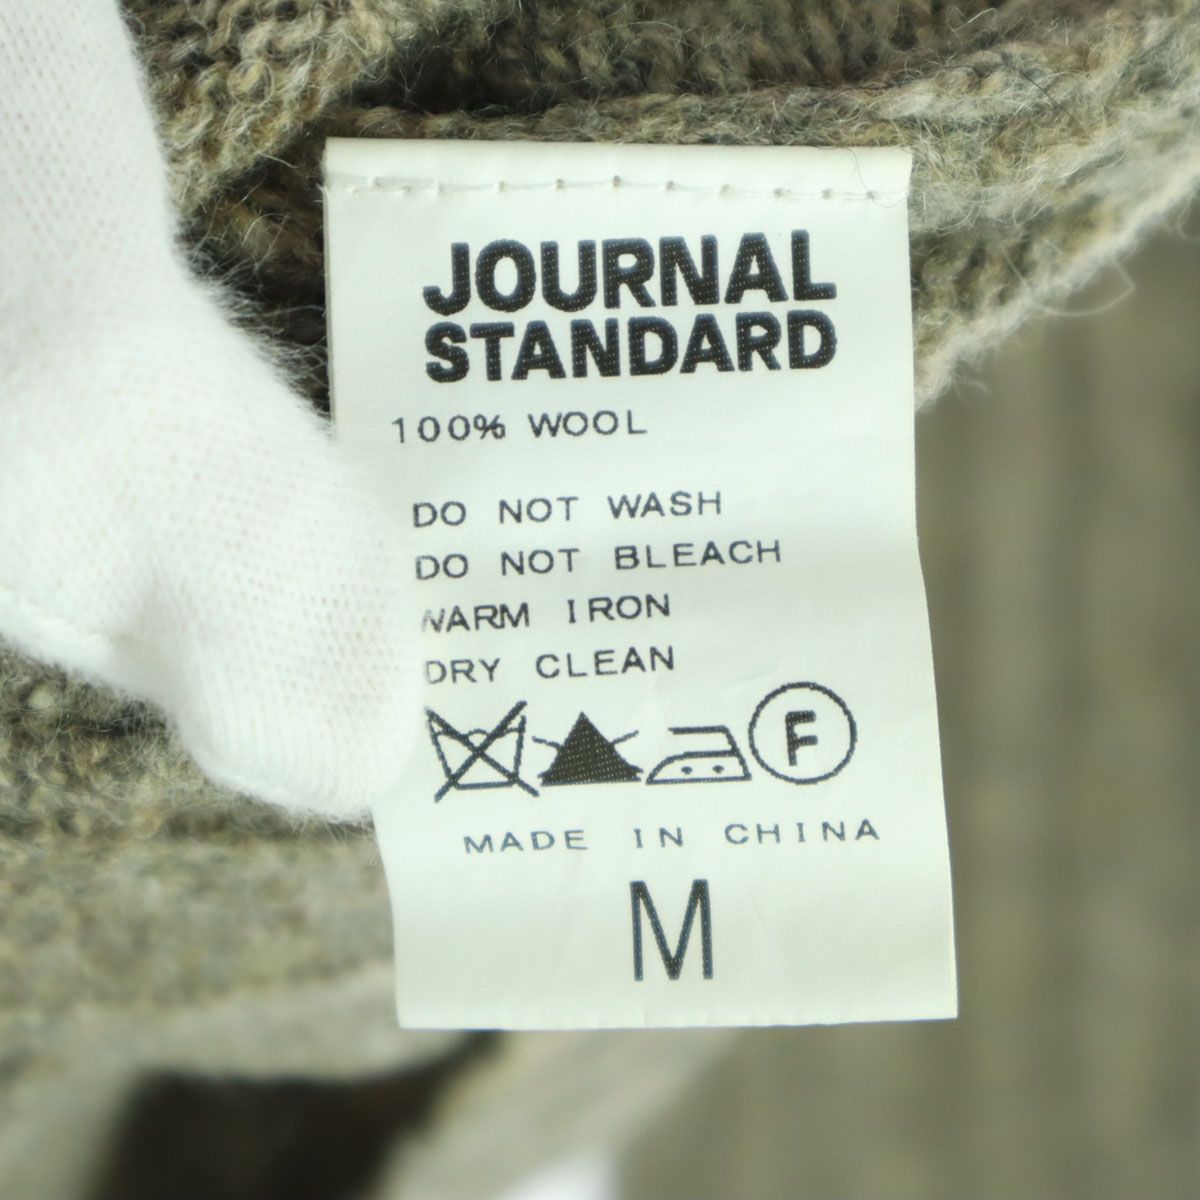 JOURNAL
STANDARD
100% WOOL
DO NOT WASH
DO NOT BLEACH
WARM IRON
DRY CLEAN
F
MADE IN CHINA
M